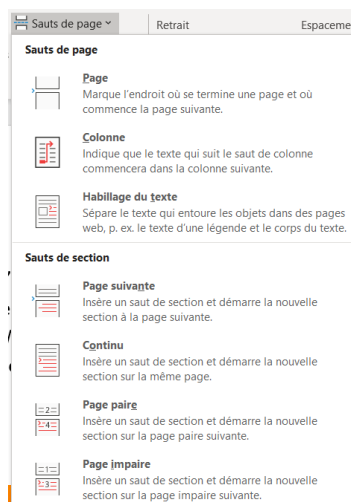 Sauts de page
Retrait
Espaceme
Sauts de page
Page
Marque l'endroit où se termine une page et où
commence la page suivante.
Colonne
Indique que le texte qui suit le saut de colonne
commencera dans la colonne suivante.
Habillage du texte
Sépare le texte qui entoure les objets dans des pages
web, p. ex. le texte d'une légende et le corps du texte.
Sauts de section
Page suivante
Insère un saut de section et démarre la nouvelle
section à la page suivante.
Continu
Insère un saut de section et démarre la nouvelle
section sur la même page.
2
4
Page paire
Insère un saut de section et démarre la nouvelle
section sur la page paire suivante.
1
3
Page impaire
Insère un saut de section et démarre la nouvelle
section sur la page impaire suivante.